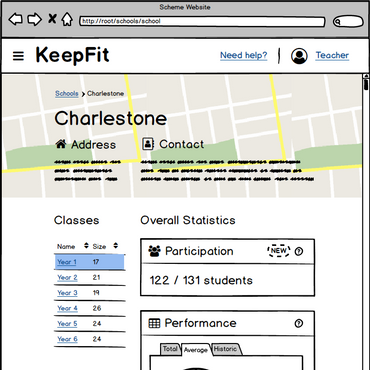 Scheme Website
http://root/schools/school
KeepFit
Need help?
Teacher
Schools
Charlestone
Charlestone
Address
Contact
Classes
Overall Statistics
Name Size
Year 1 17
Year 2 21
Year 3 19
Year 4 26
Year 5 24
Year 6 24
Participation
NEW
?
122 / 131 students
Performance
?
Total Average Historic